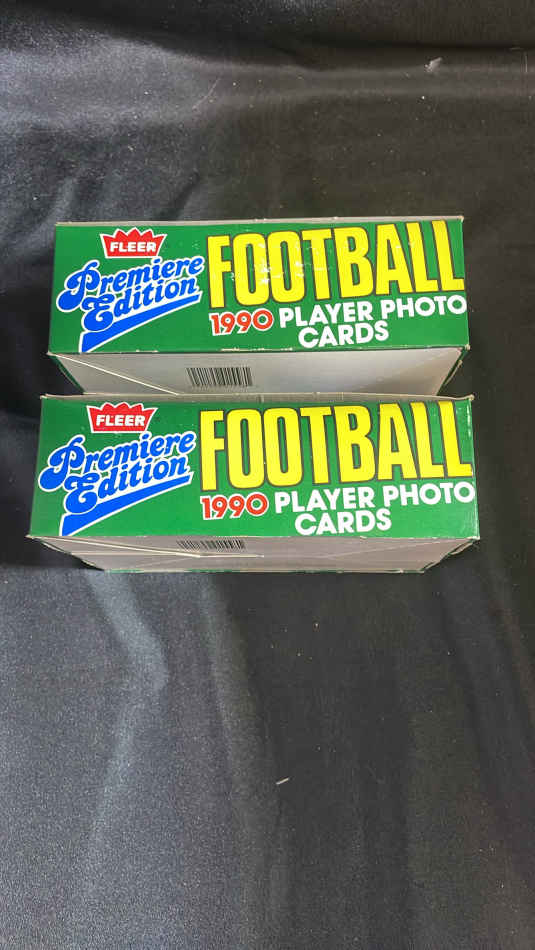 FLEER
Premiere
Edition
FOOTBALL
1990 PLAYER PHOTO
CARDS
FLEER
Premiere
Edition
FOOTBALL
1990 PLAYER PHOTO
CARDS